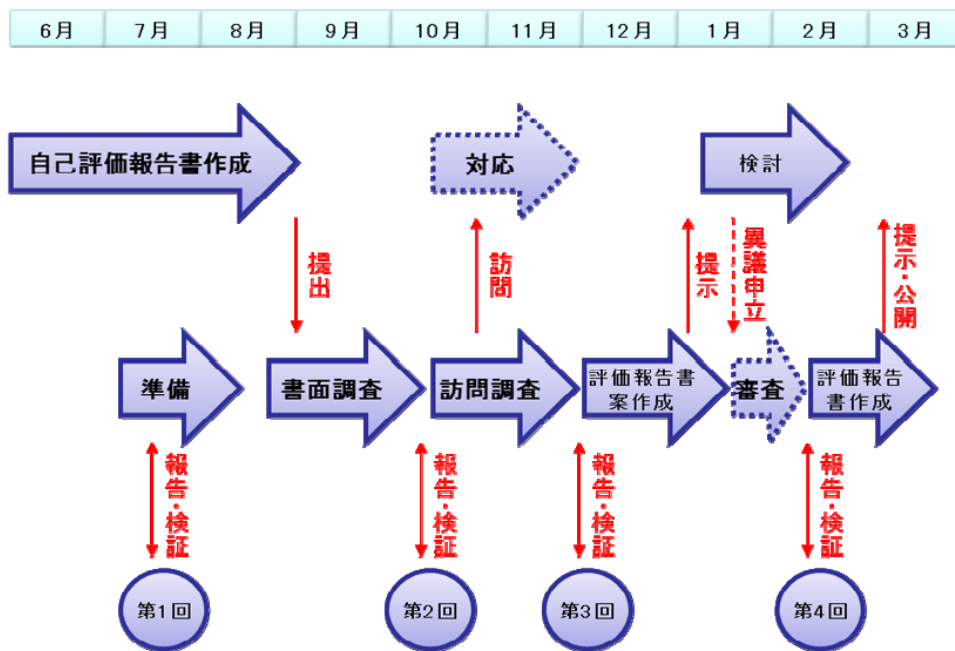 6月 7月 8月 9月 10月 11月 12月 1月 2月 3月
自己評価報告書作成
対応
検討
提出
訪問
提示
異議申立
提示・公開
準備
書面調査
訪問調査
評価報告書
案作成
審査
評価報告
書作成
報告・検証
報告・検証
報告・検証
報告・検証
第1回
第2回
第3回
第4回